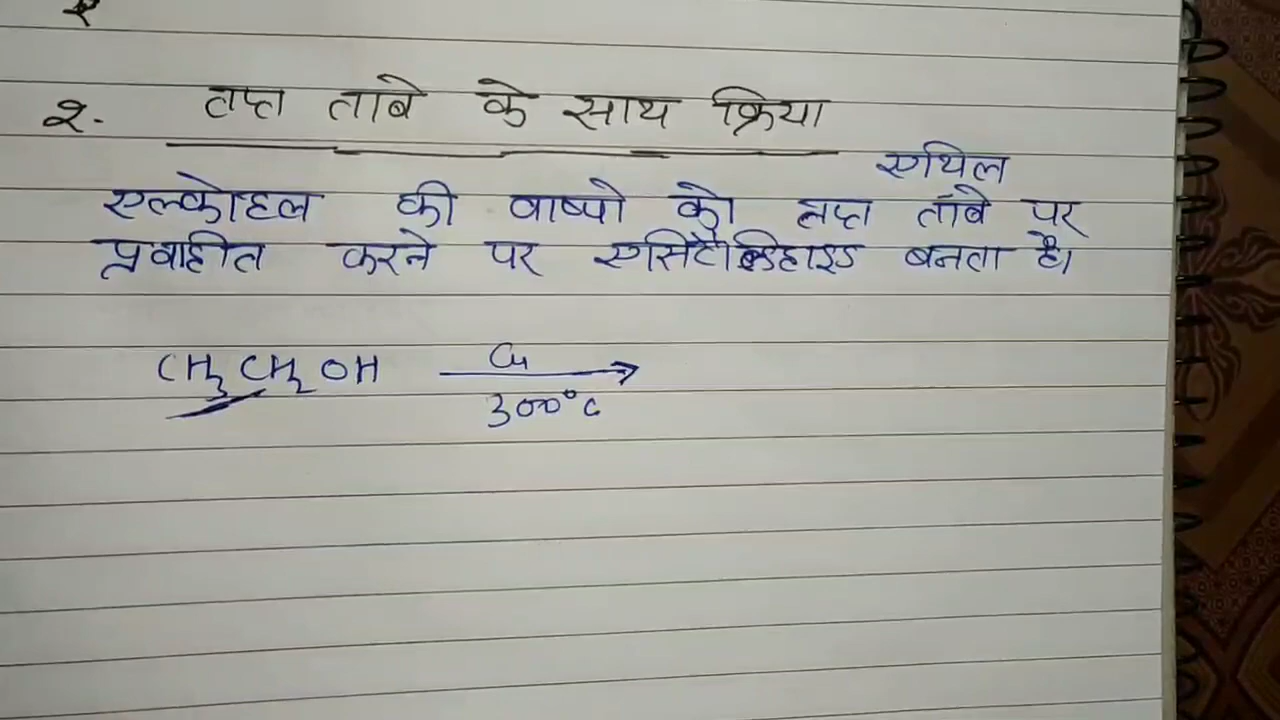 २. तप्त तांबे के साथ क्रिया
एथिल
एल्कोहल की वाष्पो को तप्त तांबे पर
प्रवाहीत करने पर एसिटैल्डिहाइड बनता है।
CH₃CH₂OH Cu
300°C